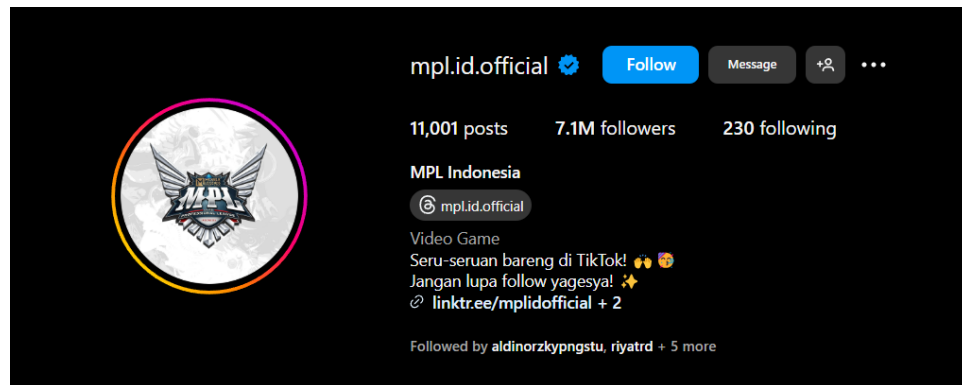 mpl.id.official
Follow
Message
11,001 posts
7.1M followers
230 following
MPL Indonesia
mpl.id.official
Video Game
Seru-seruan bareng di TikTok! 🙌 🥳
Jangan lupa follow yagesya! ✨
linktr.ee/mplidofficial + 2
Followed by aldinorzkypngstu, riyatrd + 5 more
MPL